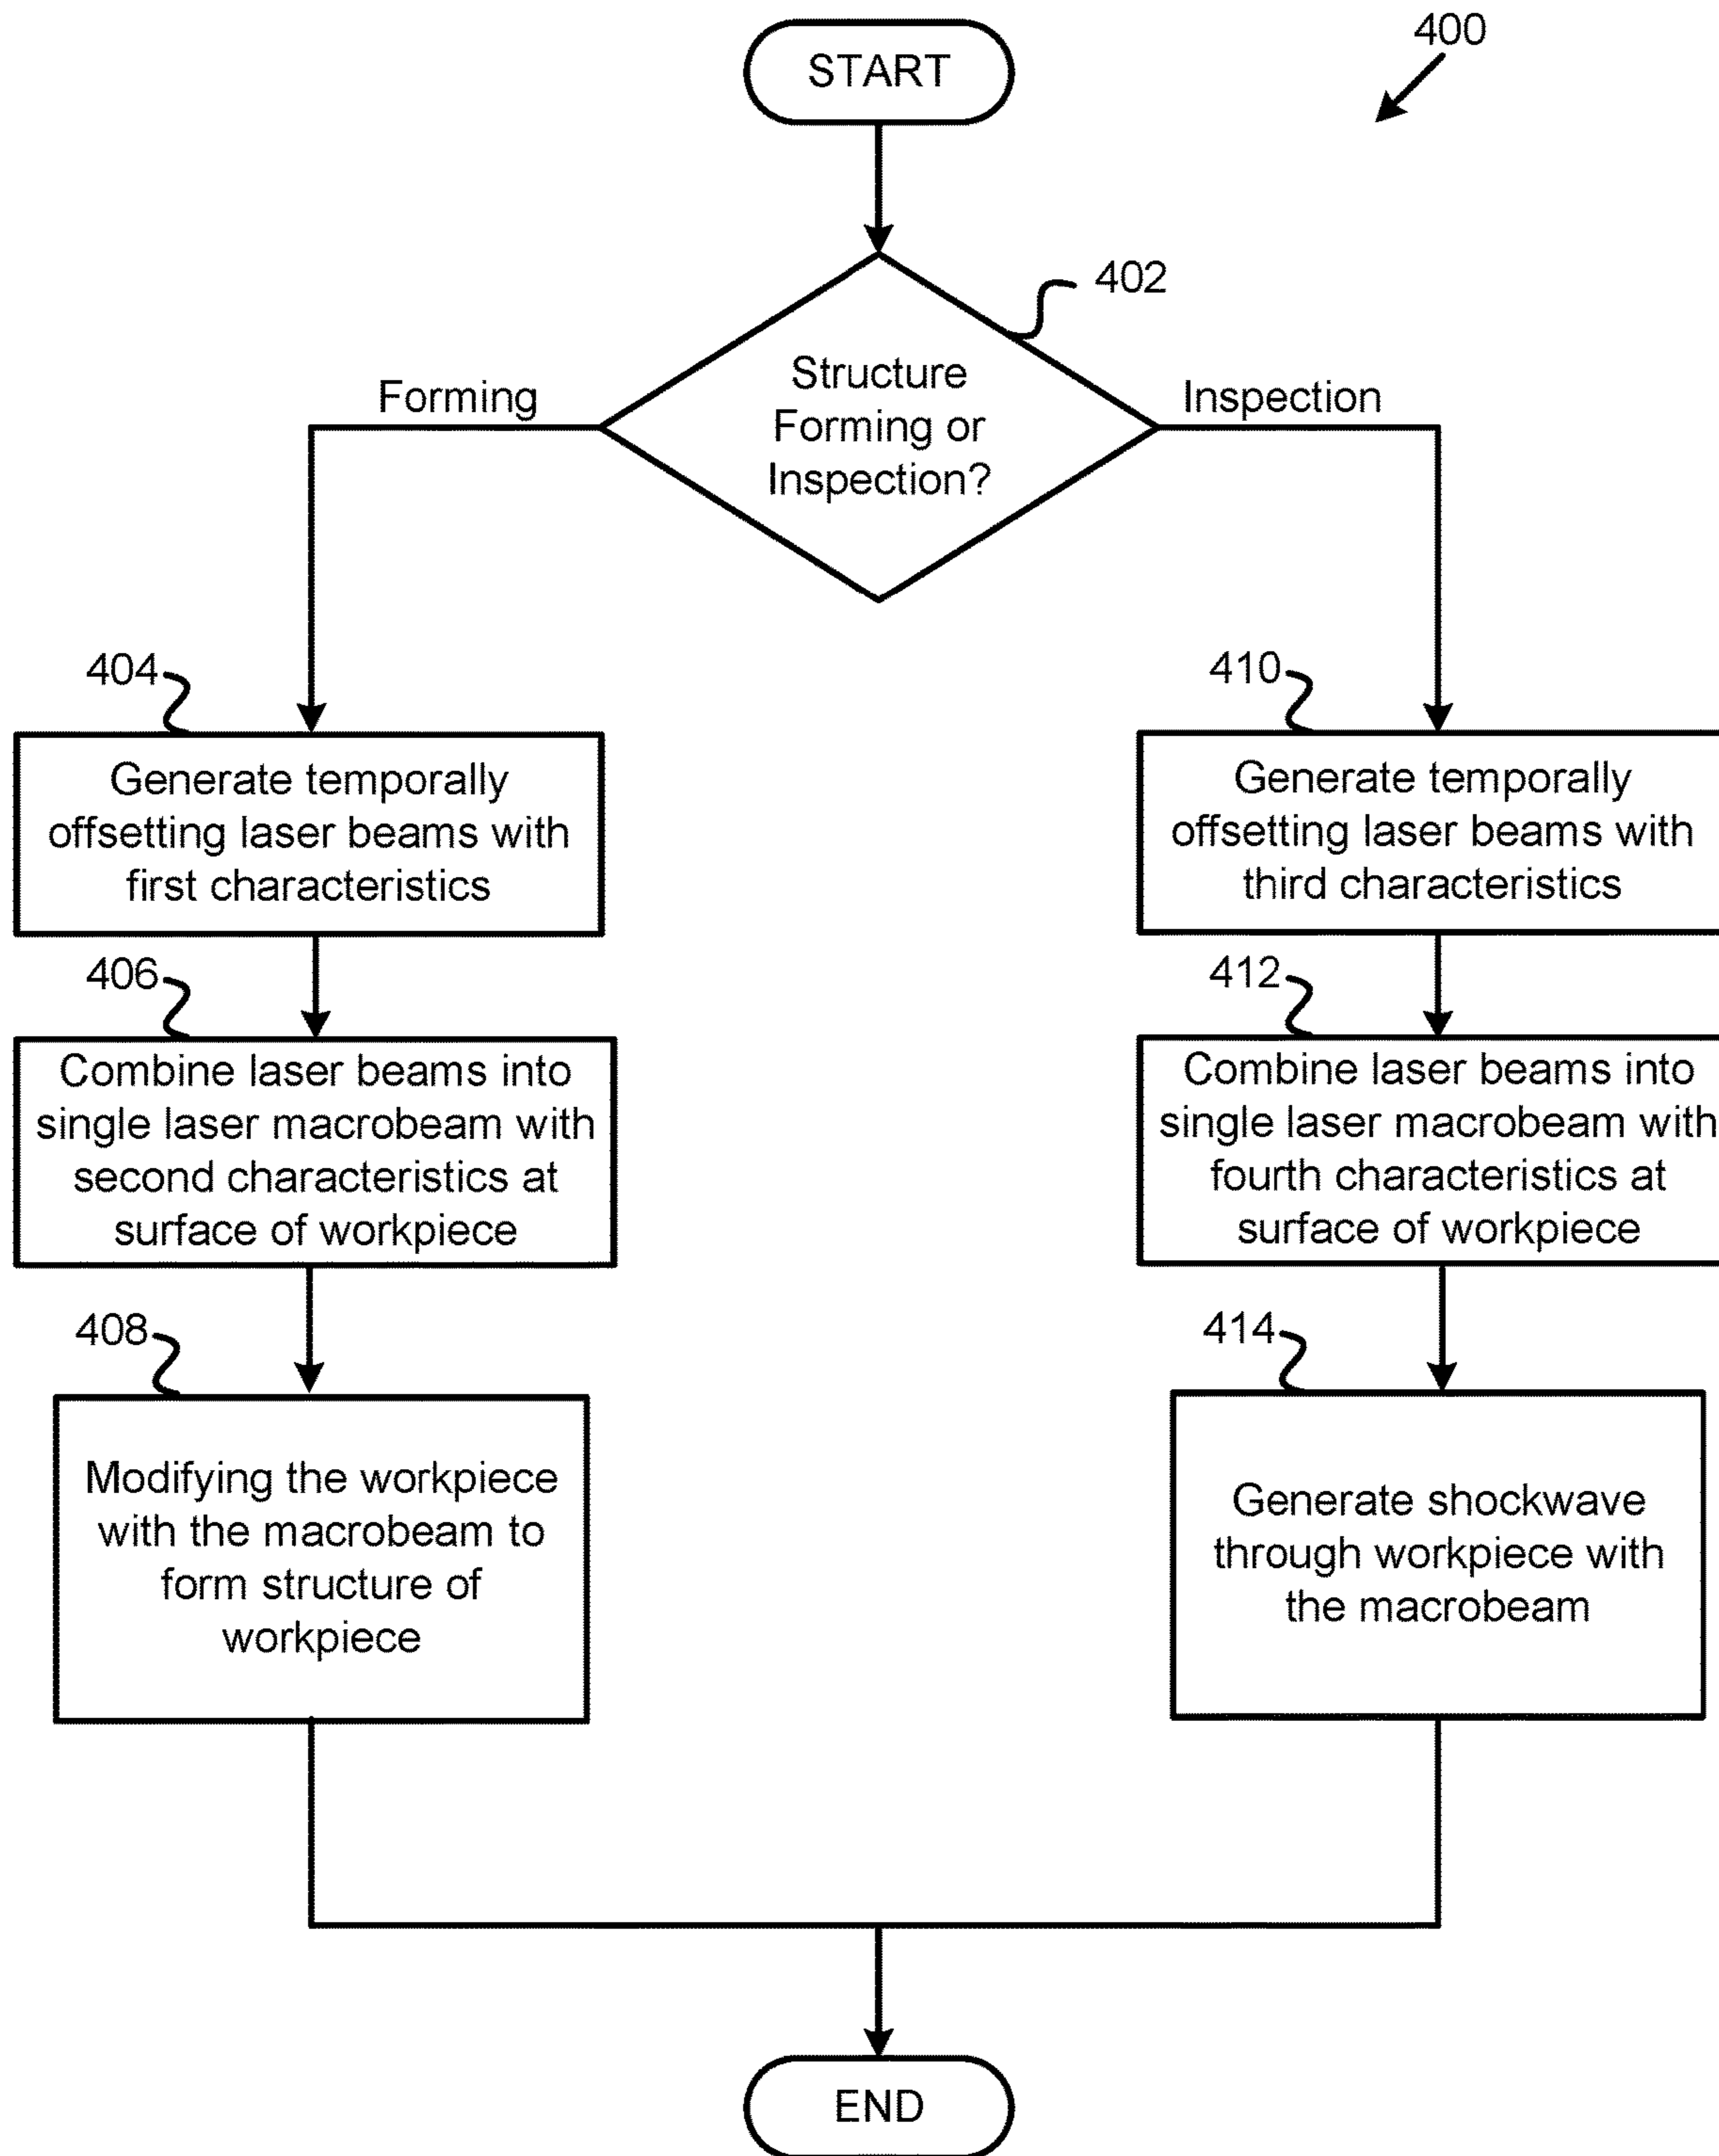 START
400
402
Structure
Forming or
Inspection?
Forming
Inspection
404
Generate temporally
offsetting laser beams with
first characteristics
406
Combine laser beams into
single laser macrobeam with
second characteristics at
surface of workpiece
408
Modifying the workpiece
with the macrobeam to
form structure of
workpiece
410
Generate temporally
offsetting laser beams with
third characteristics
412
Combine laser beams into
single laser macrobeam with
fourth characteristics at
surface of workpiece
414
Generate shockwave
through workpiece with
the macrobeam
END